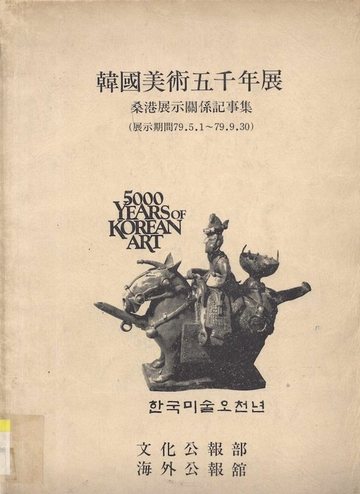 韓國美術五千年展
桑港展示關係記事集
(展示期間79.5.1～79.9.30)
5000
YEARS OF
KOREAN
ART
한국미술오천년
文化公報部
海外公報館